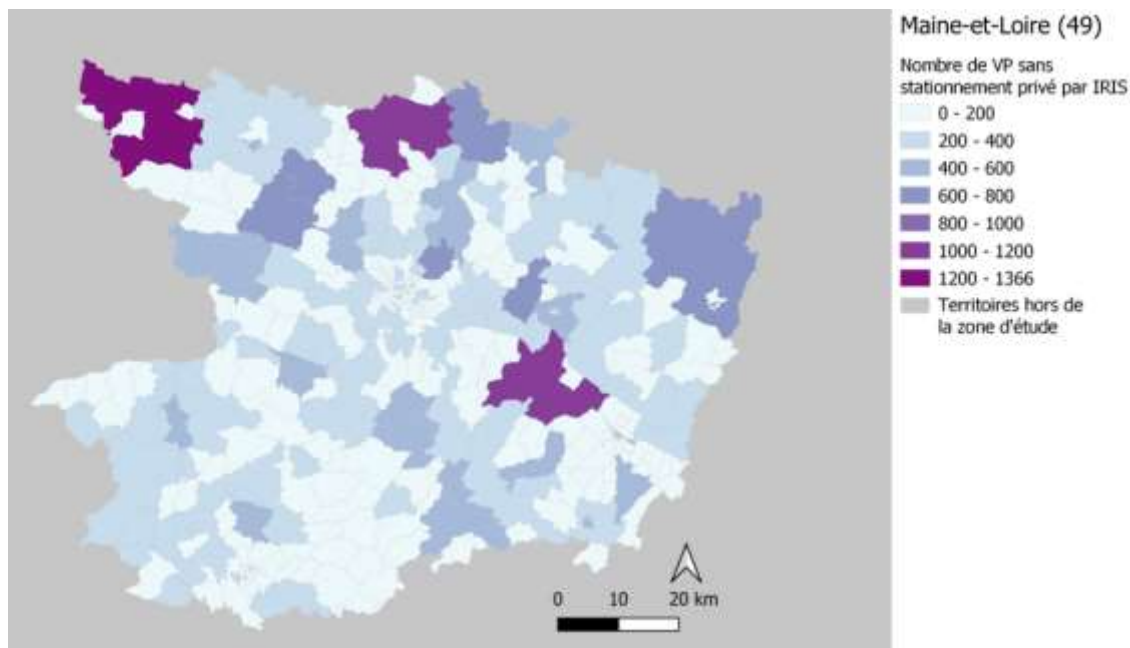 Maine-et-Loire (49)
Nombre de VP sans
stationnement privé par IRIS
0 - 200
200 - 400
400 - 600
600 - 800
800 - 1000
1000 - 1200
1200 - 1366
Territoires hors de
la zone d'étude
0 10 20 km